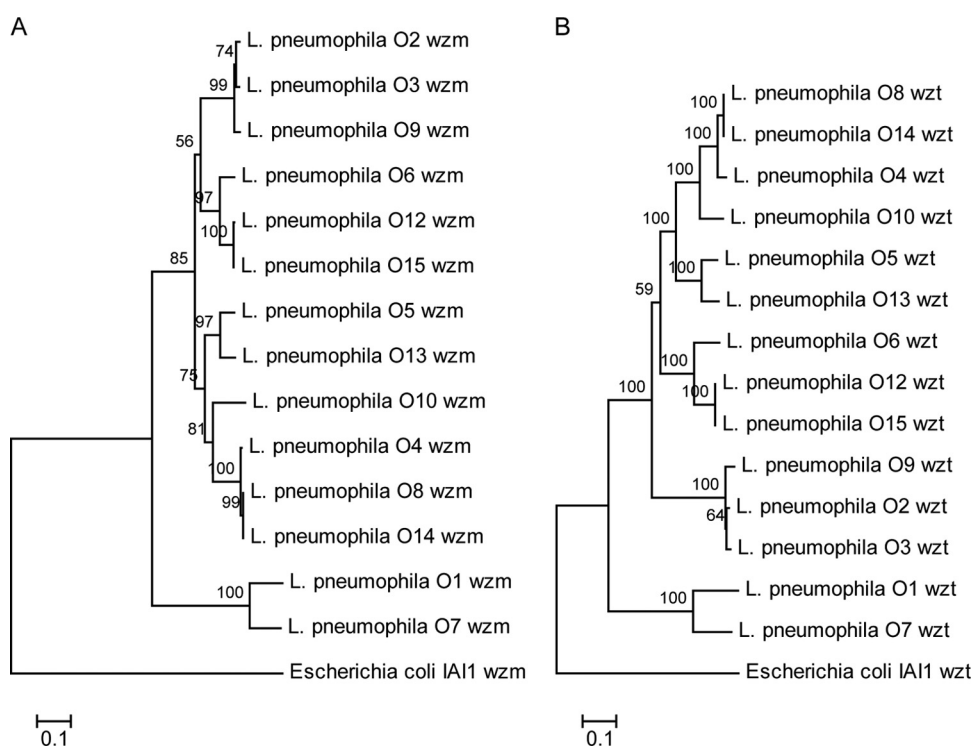 A
74
L. pneumophila O2 wzm
99
L. pneumophila O3 wzm
L. pneumophila O9 wzm
56
L. pneumophila O6 wzm
97
L. pneumophila O12 wzm
100
L. pneumophila O15 wzm
85
L. pneumophila O5 wzm
97
L. pneumophila O13 wzm
75
L. pneumophila O10 wzm
81
L. pneumophila O4 wzm
100
L. pneumophila O8 wzm
99
L. pneumophila O14 wzm
L. pneumophila O1 wzm
100
L. pneumophila O7 wzm
Escherichia coli IAI1 wzm
0.1
B
L. pneumophila O8 wzt
100
L. pneumophila O14 wzt
100
L. pneumophila O4 wzt
100
L. pneumophila O10 wzt
100
L. pneumophila O5 wzt
100
L. pneumophila O13 wzt
59
L. pneumophila O6 wzt
100
L. pneumophila O12 wzt
100
100
L. pneumophila O15 wzt
L. pneumophila O9 wzt
100
L. pneumophila O2 wzt
64
L. pneumophila O3 wzt
L. pneumophila O1 wzt
100
L. pneumophila O7 wzt
Escherichia coli IAI1 wzt
0.1